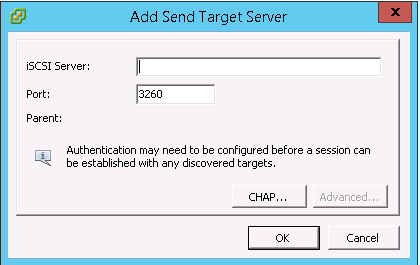 Add Send Target Server
x
iSCSI Server:
Port: 3260
Parent:
Authentication may need to be configured before a session can
be established with any discovered targets.
CHAP... Advanced...
OK Cancel